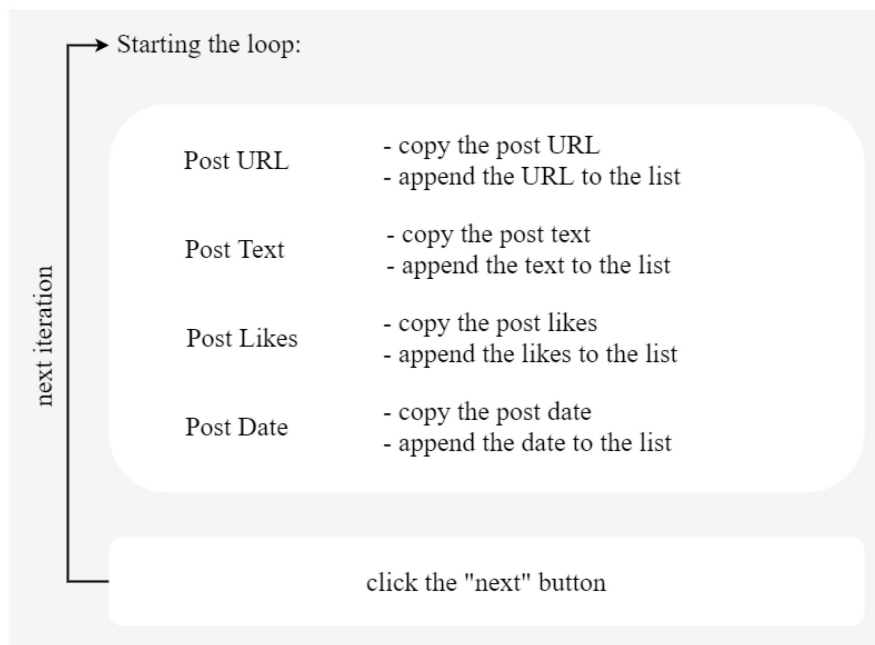 Starting the loop:
Post URL
- copy the post URL
- append the URL to the list
Post Text
- copy the post text
- append the text to the list
Post Likes
- copy the post likes
- append the likes to the list
Post Date
- copy the post date
- append the date to the list
next iteration
click the "next" button